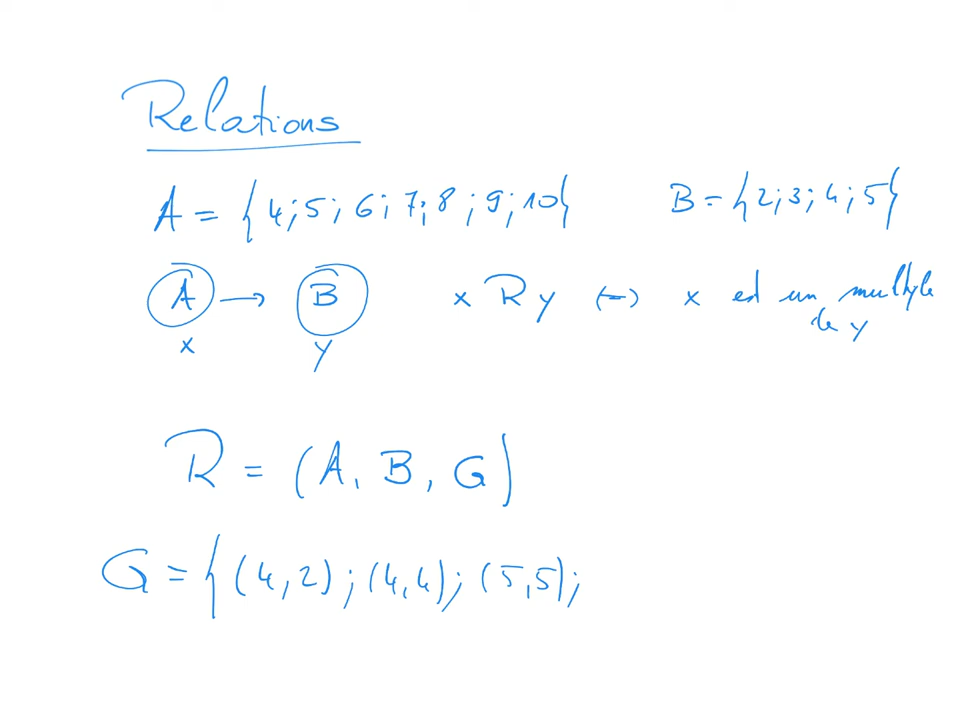 Relations
A = {4;5;6;7;8;9;10} B = {2;3;4;5}
A → B x R y ↔ x est un multiple
x y de y
R = (A, B, G)
G = {(4,2);(4,4);(5,5);